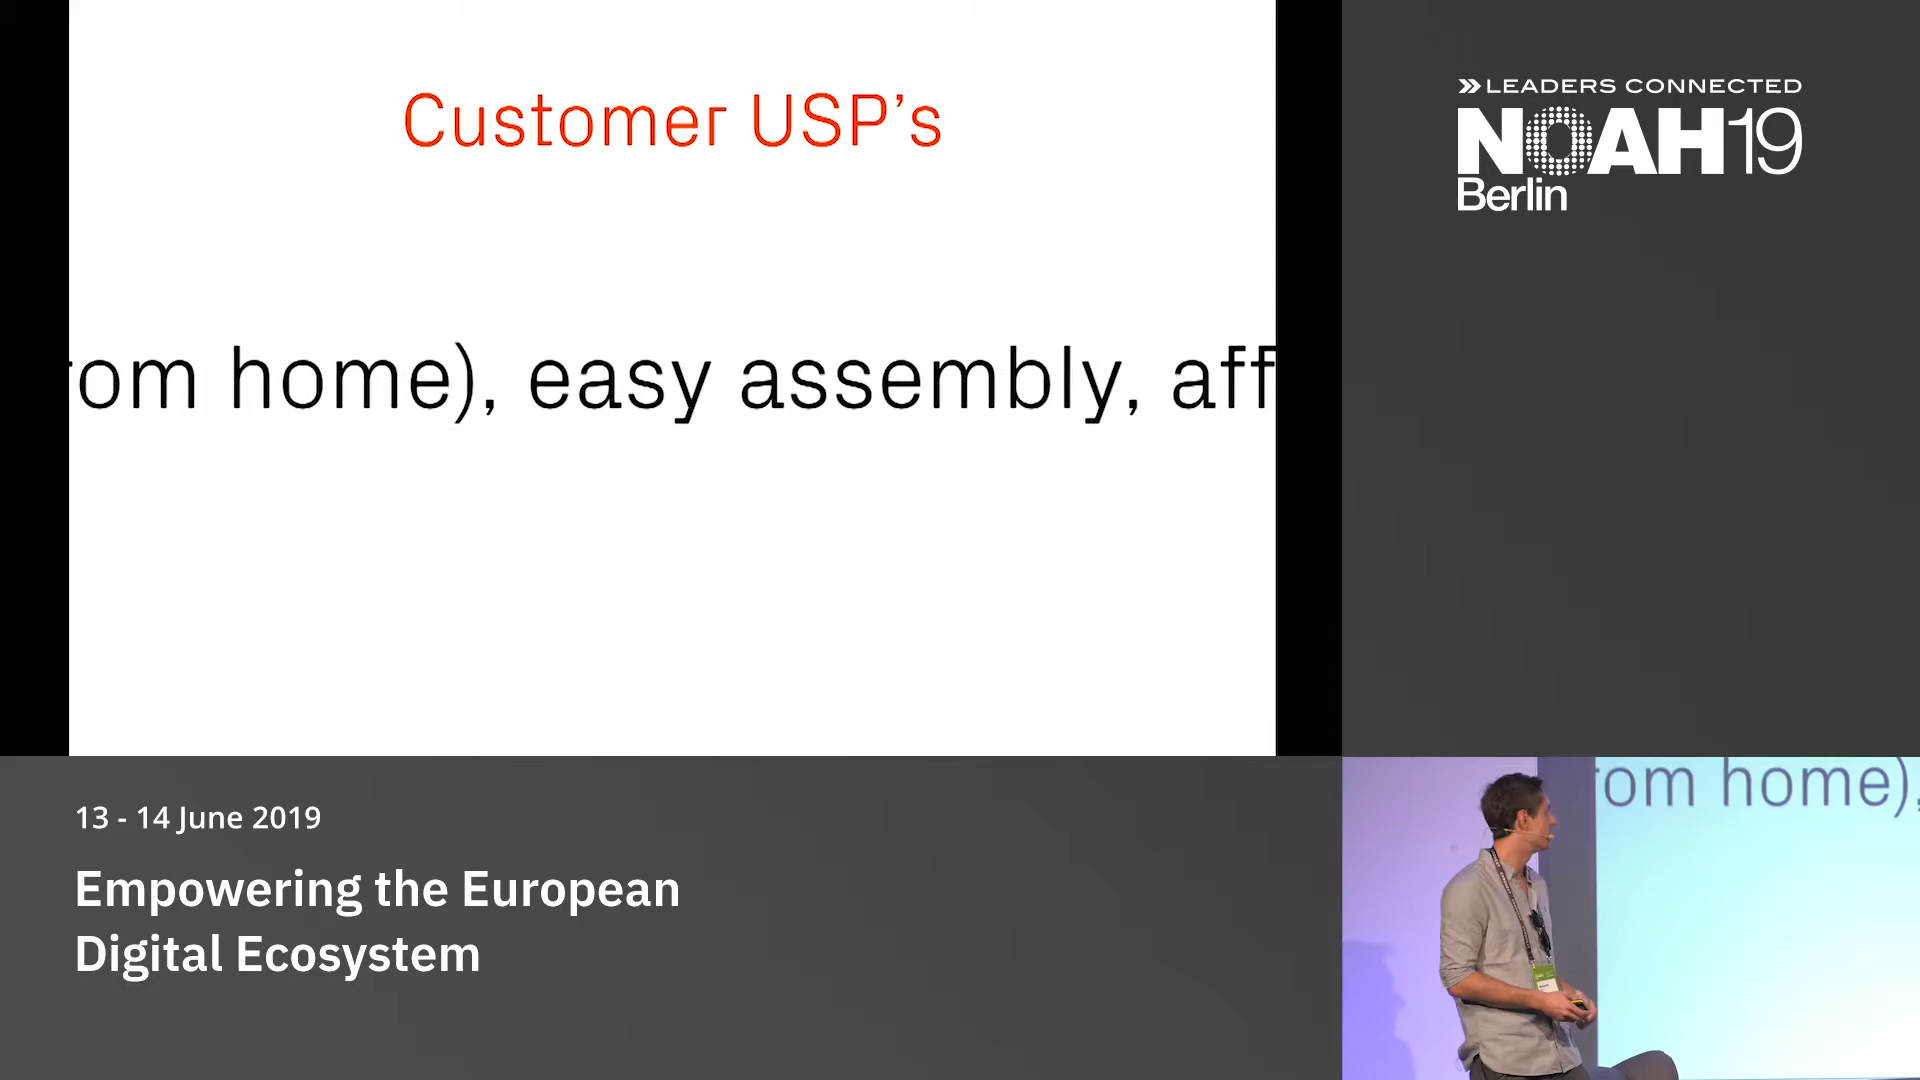 Customer USP’s
rom home), easy assembly, aff
LEADERS CONNECTED
NOAH19
Berlin
13 - 14 June 2019
Empowering the European
Digital Ecosystem
rom home),